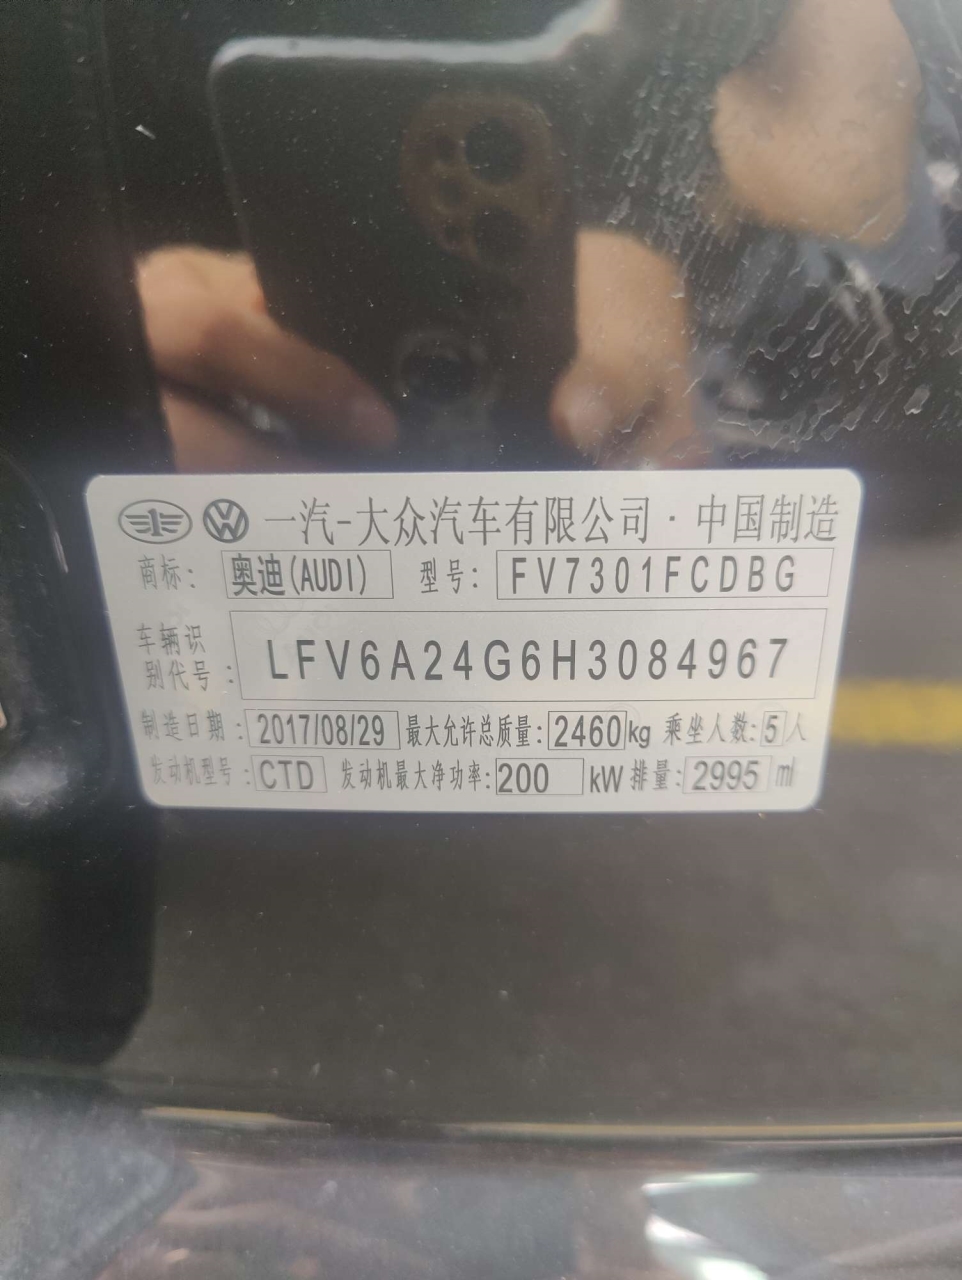 一汽-大众汽车有限公司·中国制造
商标: 奥迪(AUDI) 型号: FV7301FCDBG
车辆识别代号: LFV6A24G6H3084967
制造日期: 2017/08/29 最大允许总质量: 2460kg 乘坐人数: 5人
发动机型号: CTD 发动机最大净功率: 200 kW 排量: 2995 ml